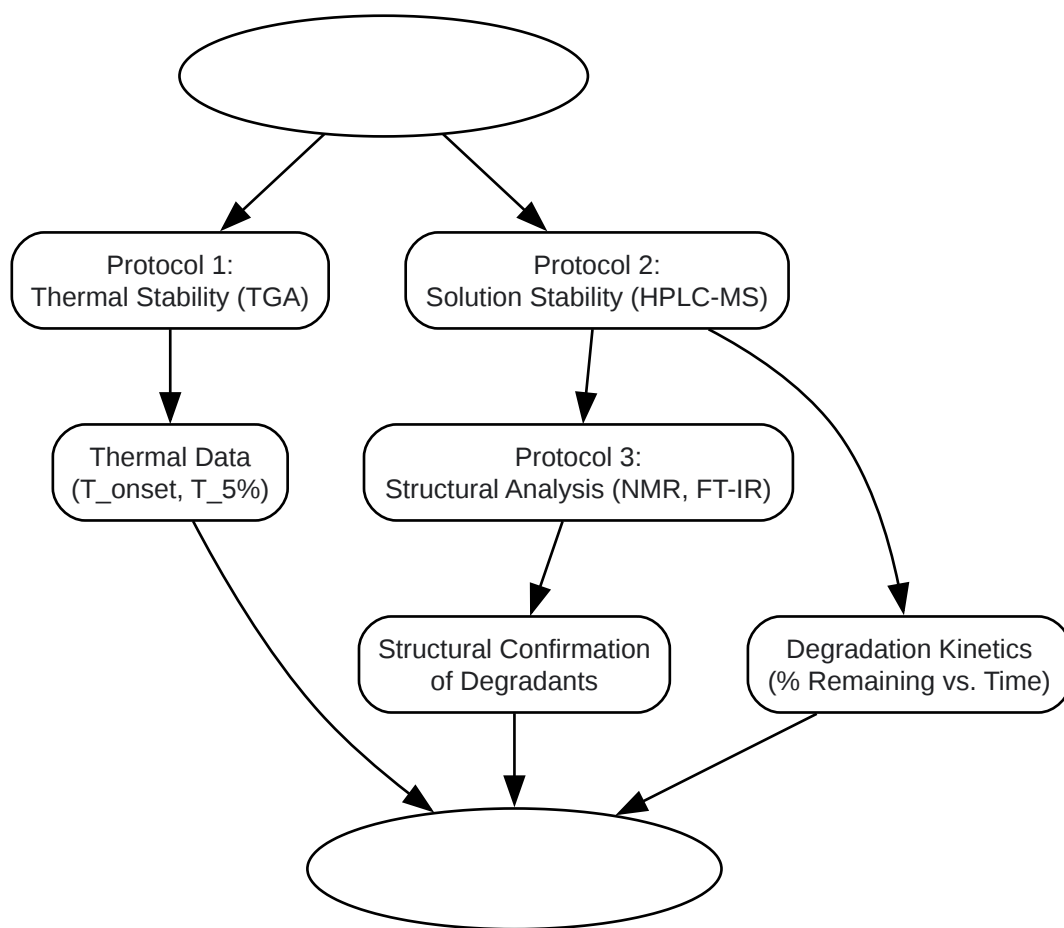 Protocol 1:
Thermal Stability (TGA)
Protocol 2:
Solution Stability (HPLC-MS)
Thermal Data
(T_onset, T_5%)
Protocol 3:
Structural Analysis (NMR, FT-IR)
Structural Confirmation
of Degradants
Degradation Kinetics
(% Remaining vs. Time)